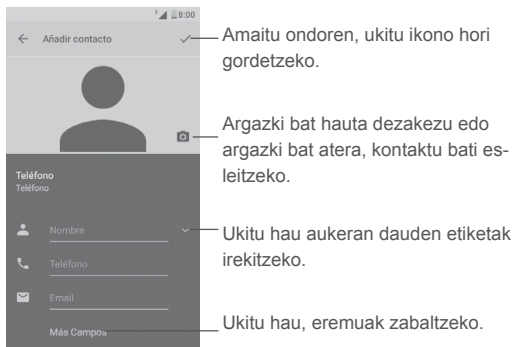 8:00
Añadir contacto
Amaitu ondoren, ukitu ikono hori
gordetzeko.
Argazki bat hauta dezakezu edo
argazki bat atera, kontaktu bati es-
leitzeko.
Teléfono
Teléfono
Nombre
Ukitu hau aukeran dauden etiketak
irekitzeko.
Teléfono
Email
Más Campos
Ukitu hau, eremuak zabaltzeko.